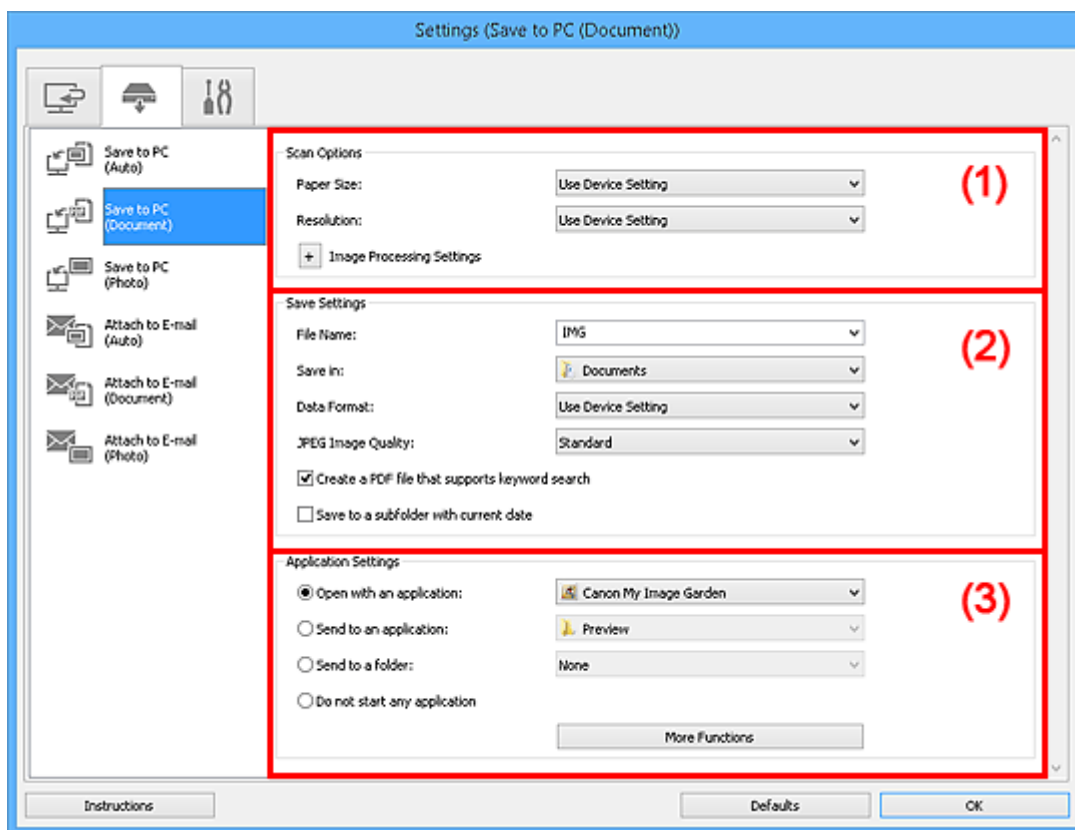 Settings (Save to PC (Document))
Save to PC
(Auto)
Save to PC
(Document)
Save to PC
(Photo)
Attach to E-mail
(Auto)
Attach to E-mail
(Document)
Attach to E-mail
(Photo)
Scan Options
(1)
Paper Size: Use Device Setting
Resolution: Use Device Setting
+ Image Processing Settings
Save Settings
(2)
File Name: IMG
Save in: Documents
Data Format: Use Device Setting
JPEG Image Quality: Standard
Create a PDF file that supports keyword search
Save to a subfolder with current date
Application Settings
(3)
Open with an application: Canon My Image Garden
Send to an application: Preview
Send to a folder: None
Do not start any application
More Functions
Instructions Defaults OK